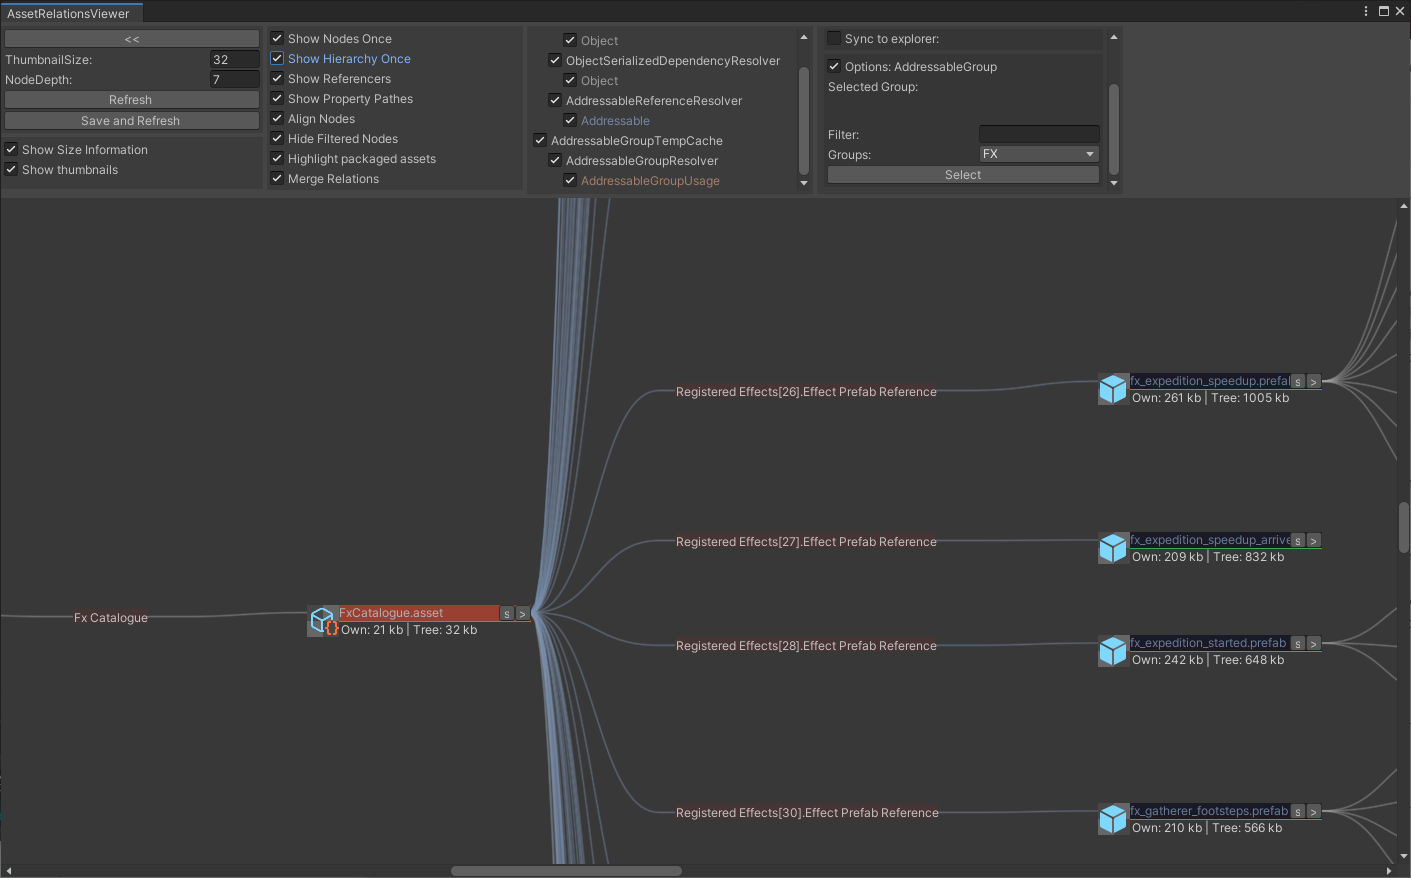 AssetRelationsViewer
<<
ThumbnailSize: 32
NodeDepth: 7
Refresh
Save and Refresh
Show Size Information
Show thumbnails
Show Nodes Once
Show Hierarchy Once
Show Referencers
Show Property Pathes
Align Nodes
Hide Filtered Nodes
Highlight packaged assets
Merge Relations
Object
ObjectSerializedDependencyResolver
Object
AddressableReferenceResolver
Addressable
AddressableGroupTempCache
AddressableGroupResolver
AddressableGroupUsage
Sync to explorer:
Options: AddressableGroup
Selected Group:
Filter:
Groups: FX
Select
Registered Effects[26].Effect Prefab Reference
fx_expedition_speedup.prefal s >
Own: 261 kb | Tree: 1005 kb
Registered Effects[27].Effect Prefab Reference
fx_expedition_speedup_arrive s >
Own: 209 kb | Tree: 832 kb
Fx Catalogue
FxCatalogue.asset s >
Own: 21 kb | Tree: 32 kb
Registered Effects[28].Effect Prefab Reference
fx_expedition_started.prefab s >
Own: 242 kb | Tree: 648 kb
Registered Effects[30].Effect Prefab Reference
fx_gatherer_footsteps.prefab s >
Own: 210 kb | Tree: 566 kb